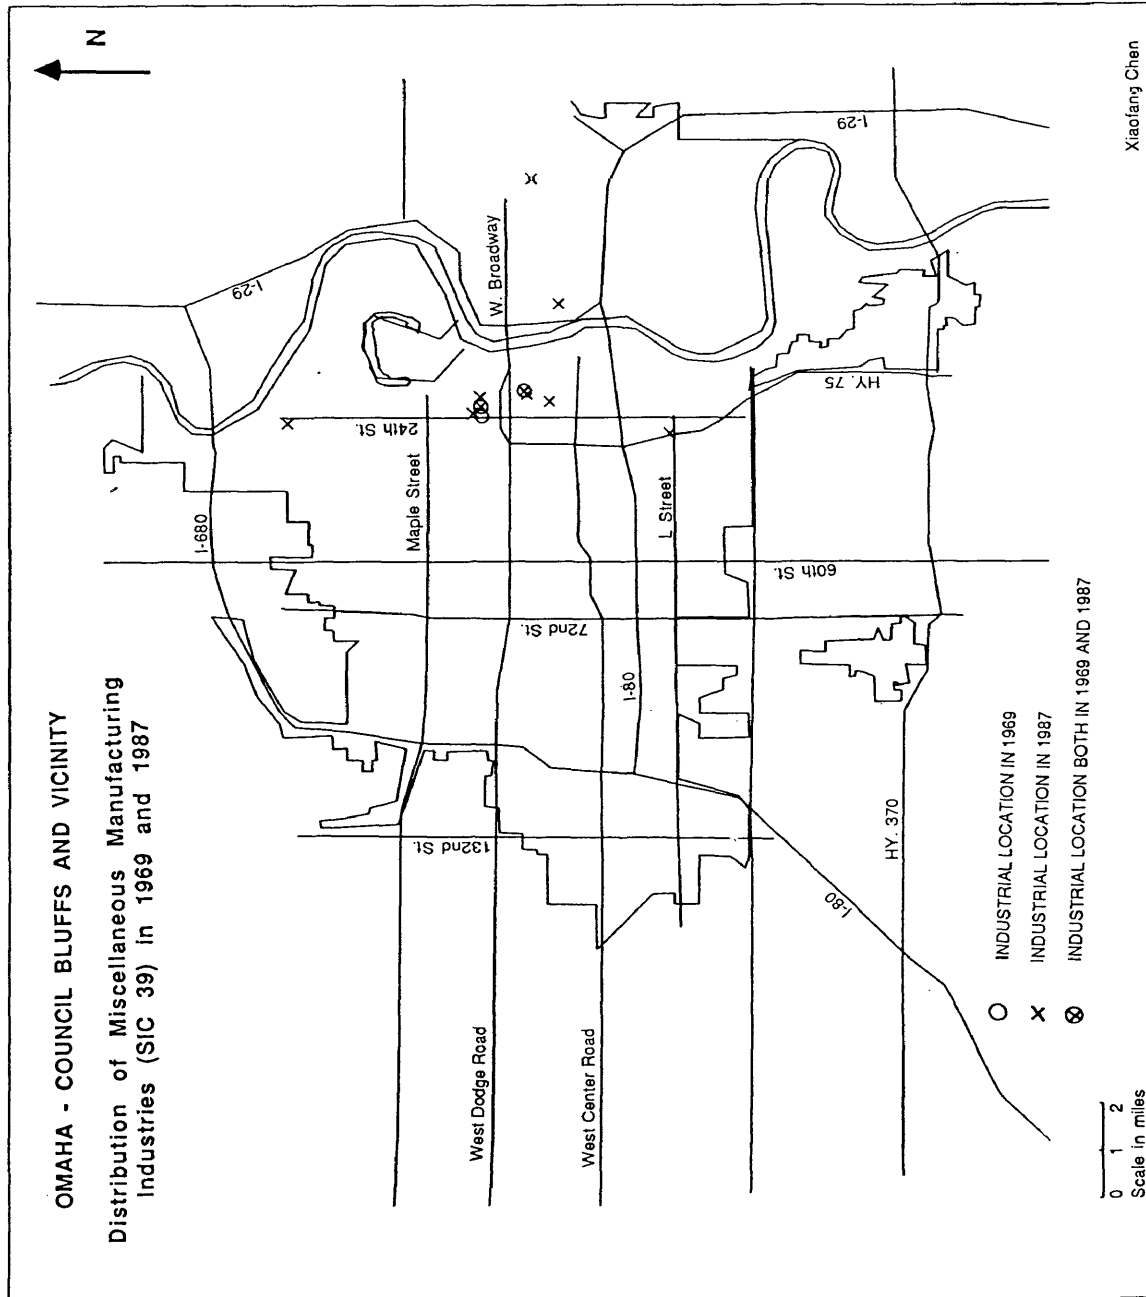 OMAHA - COUNCIL BLUFFS AND VICINITY
Distribution of Miscellaneous Manufacturing
Industries (SIC 39) in 1969 and 1987
N
I-29
I-680
24th St.
Maple Street
W. Broadway
I-29
72nd St.
60th St.
L Street
HY. 75
I-80
132nd St.
West Dodge Road
West Center Road
I-80
HY. 370
INDUSTRIAL LOCATION IN 1969
INDUSTRIAL LOCATION IN 1987
INDUSTRIAL LOCATION BOTH IN 1969 AND 1987
0 1 2
Scale in miles
Xiaofang Chen